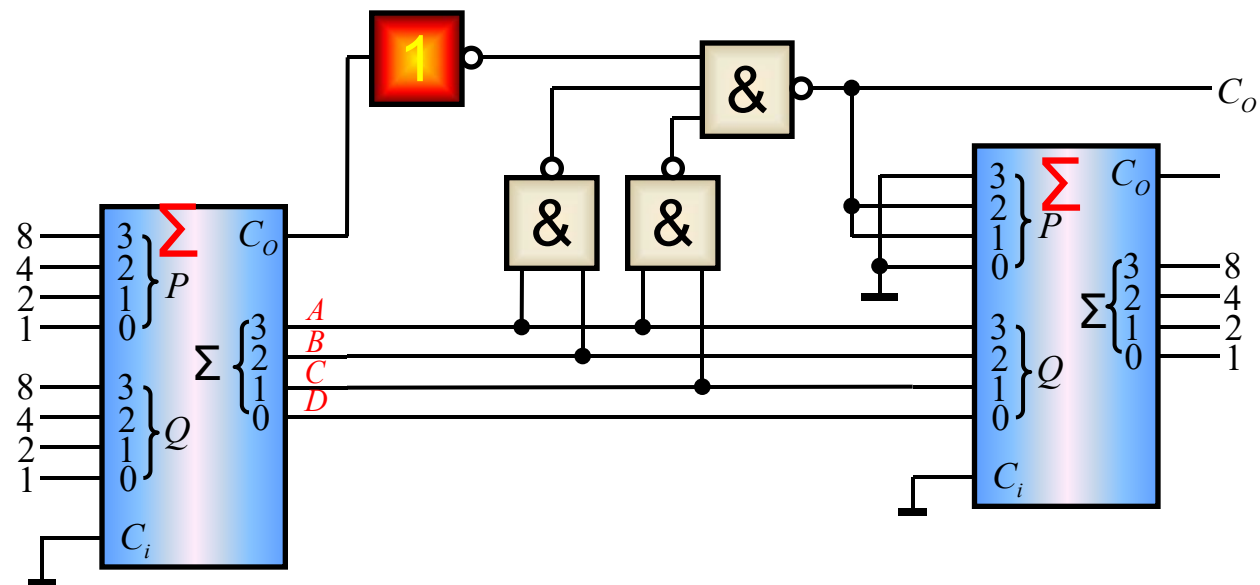 1
&
C_O
&
&
8 3 Σ C_O
4 2 P
2 1
1 0
Σ 3 A
2 B
1 C
0 D
8 3
4 2 Q
2 1
1 0
C_i
3 Σ C_O
2 P
1
0
Σ 3 8
2 4
1 2
0 1
3
2 Q
1
0
C_i